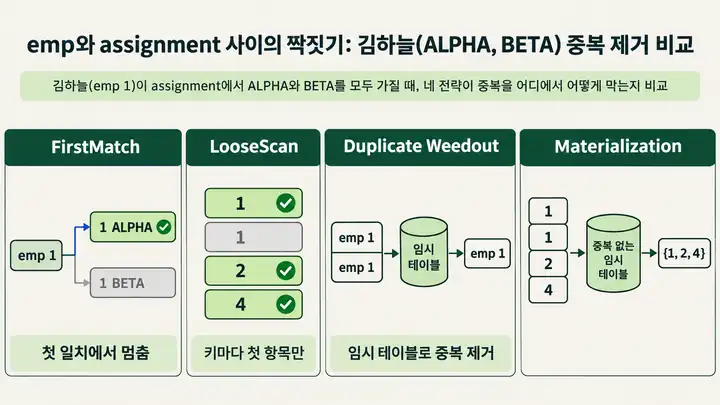 emp와 assignment 사이의 짝짓기: 김하늘(ALPHA, BETA) 중복 제거 비교
김하늘(emp 1)이 assignment에서 ALPHA와 BETA를 모두 가질 때, 네 전략이 중복을 어디에서 어떻게 막는지 비교
FirstMatch
emp 1
1 ALPHA
1 BETA
첫 일치에서 멈춤
LooseScan
1
1
2
4
키마다 첫 항목만
Duplicate Weedout
emp 1
emp 1
임시
테이블
emp 1
임시 테이블로 중복 제거
Materialization
1
1
2
4
중복 없는
임시
테이블
{1, 2, 4}